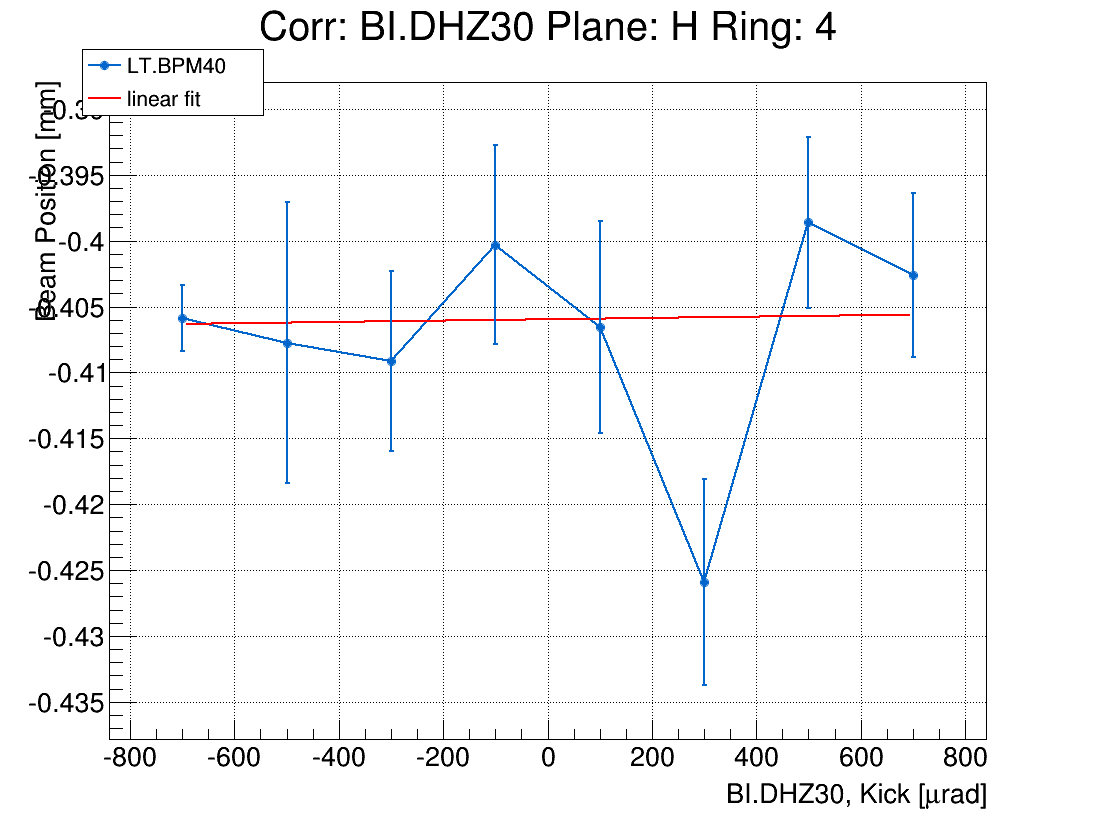 Corr: BI.DHZ30 Plane: H Ring: 4
LT.BPM40
linear fit
Beam Position [mm]
-0.395
-0.4
-0.405
-0.41
-0.415
-0.42
-0.425
-0.43
-0.435
-800 -600 -400 -200 0 200 400 600 800
BI.DHZ30, Kick [μrad]